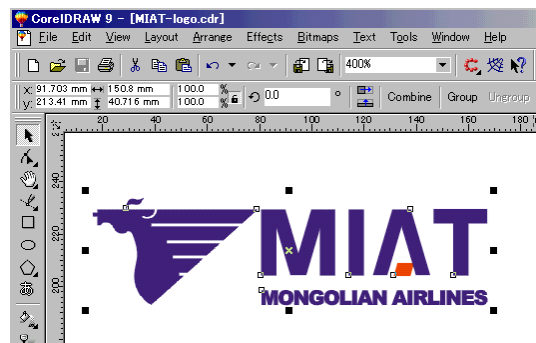 CorelDRAW 9 - [MIAT-logo.cdr]
File Edit View Layout Arrange Effects Bitmaps Text Tools Window Help
400%
x: 91.703 mm 150.8 mm 100.0 % 0.0 ° Combine Group Ungroup
y: 213.41 mm 40.716 mm 100.0 %
20 40 60 80 100 120 140 160 180
240
220
200
MIAT
MONGOLIAN AIRLINES